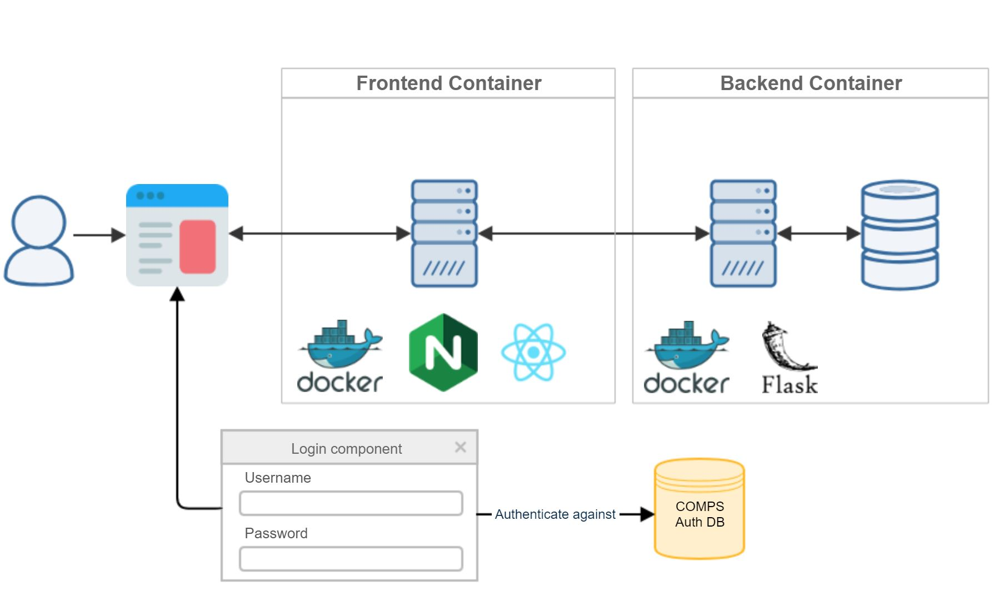 Frontend Container
Backend Container
docker
N
docker
Flask
Login component
Username
Password
Authenticate against
COMPS
Auth DB